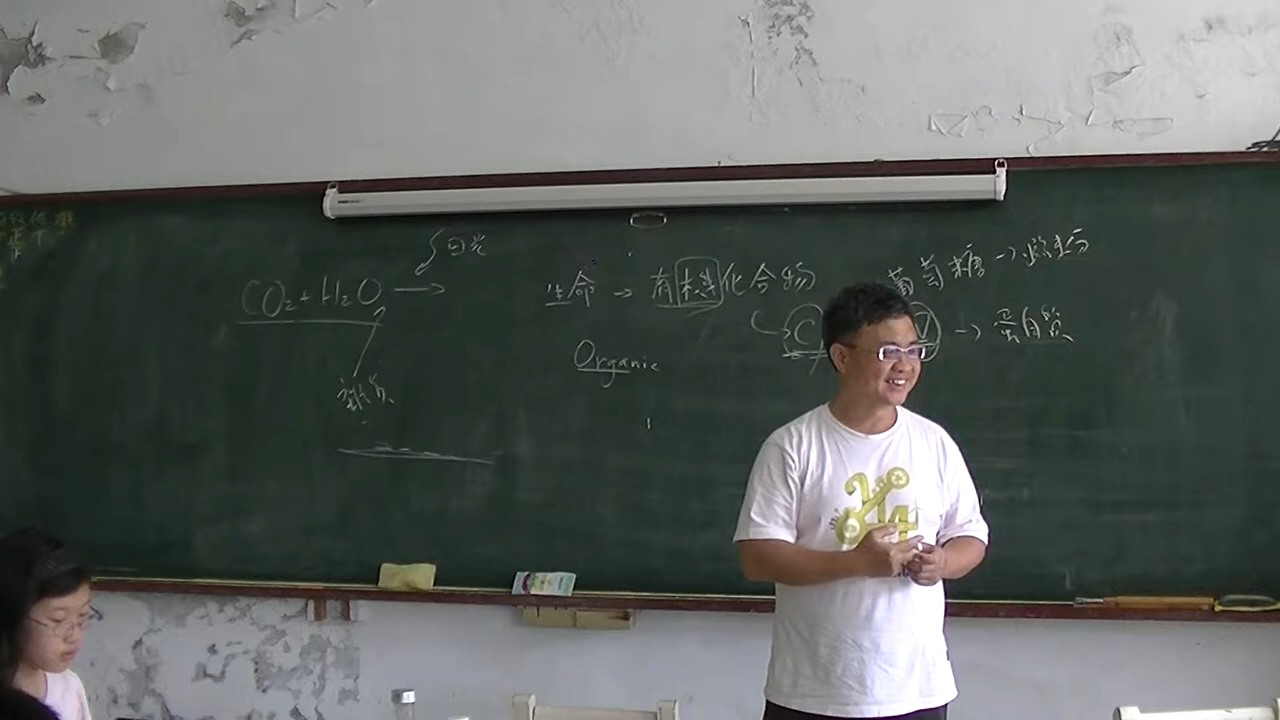 CO₂ + H₂O →
日光
生命 → 有機化合物
葡萄糖 → 澱粉
C
→ 蛋白質
Organic
24